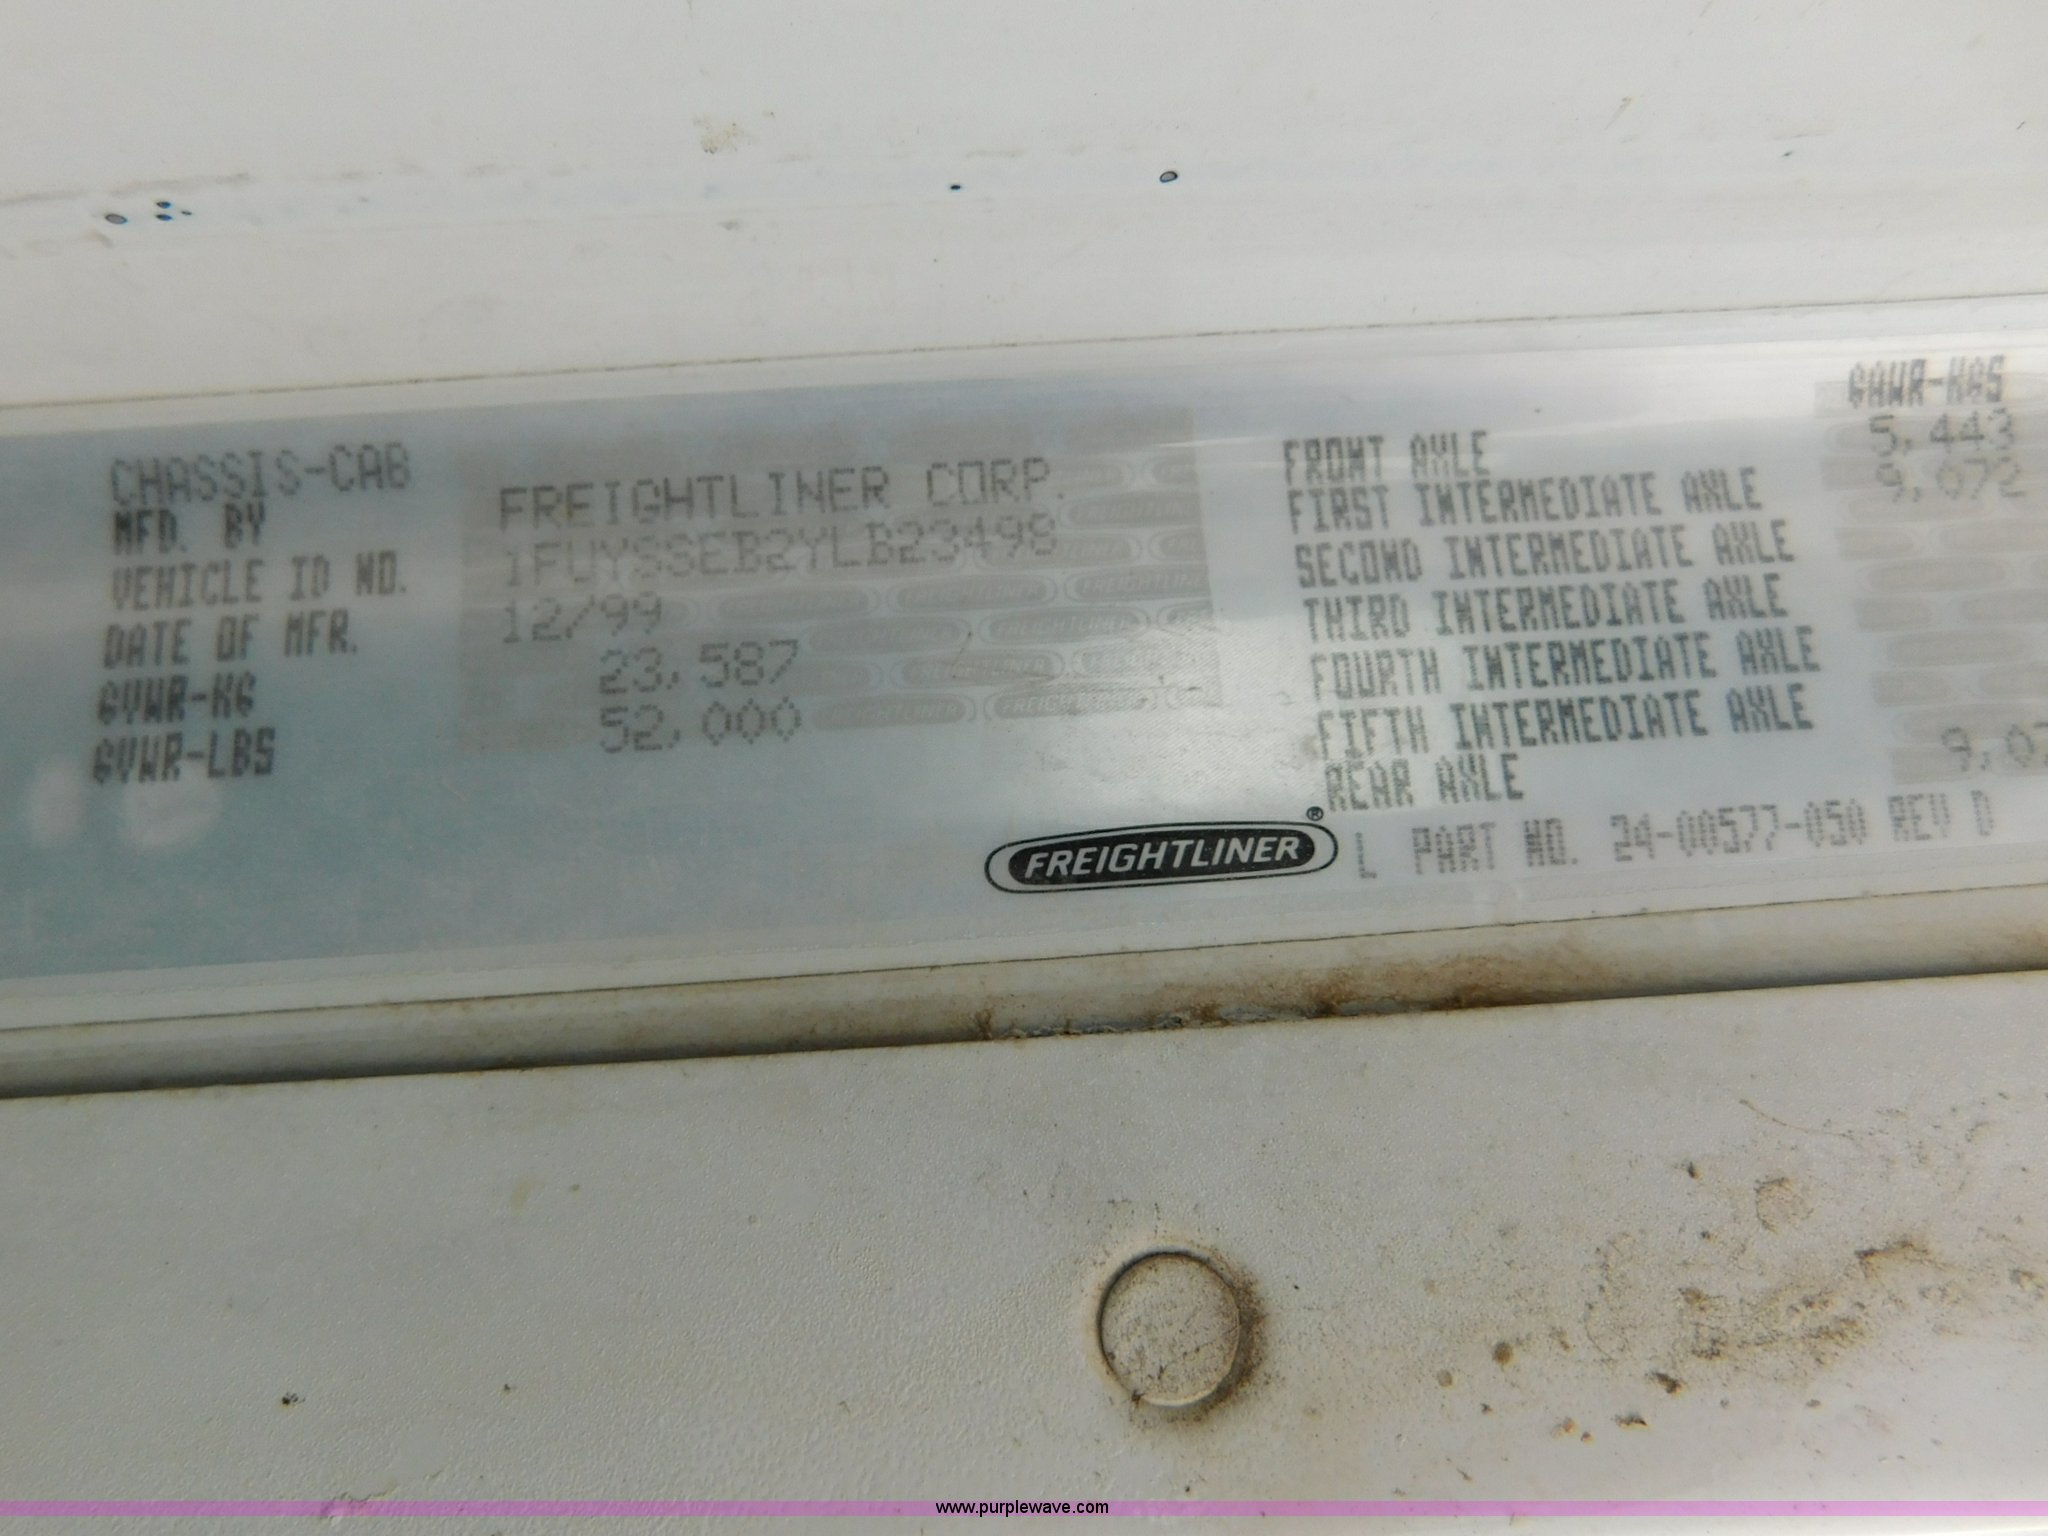 CHASSIS-CAB
MFD. BY FREIGHTLINER CORP.
VEHICLE ID NO. 1FUYSSEB2YLB23498
DATE OF MFR. 12/99
GVWR-KG 23,587
GVWR-LBS 52,000
GAWR-KGS
FRONT AXLE 5,443
FIRST INTERMEDIATE AXLE 9,072
SECOND INTERMEDIATE AXLE
THIRD INTERMEDIATE AXLE
FOURTH INTERMEDIATE AXLE
FIFTH INTERMEDIATE AXLE
REAR AXLE 9,07
FREIGHTLINER®
L PART NO. 24-00577-050 REV D
www.purplewave.com